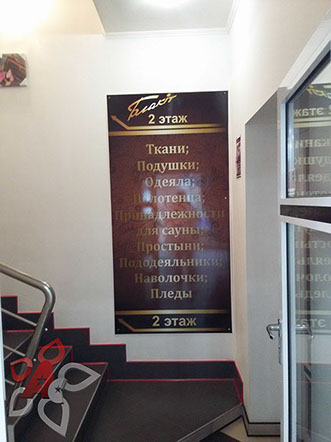 2 этаж
Ткани;
Подушки;
Одеяла;
Полотенца;
Принадлежности
для сауны;
Простыни;
Пододеяльники;
Наволочки;
Пледы
2 этаж